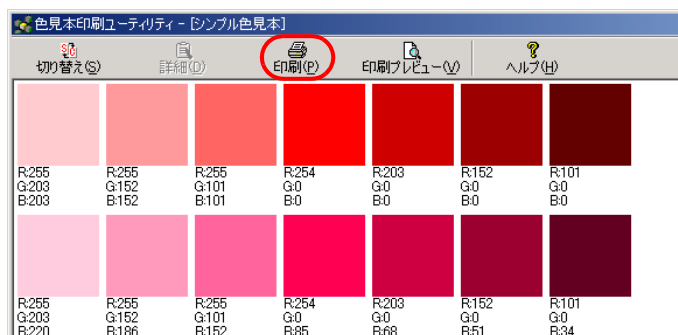 色見本印刷ユーティリティ - [シンプル色見本]
切り替え(S) 詳細(D) 印刷(P) 印刷プレビュー(V) ヘルプ(H)
R:255 R:255 R:255 R:254 R:203 R:152 R:101
G:203 G:152 G:101 G:0 G:0 G:0 G:0
B:203 B:152 B:101 B:0 B:0 B:0 B:0
R:255 R:255 R:255 R:254 R:203 R:152 R:101
G:203 G:152 G:101 G:0 G:0 G:0 G:0
B:220 B:186 B:152 B:85 B:68 B:51 B:34